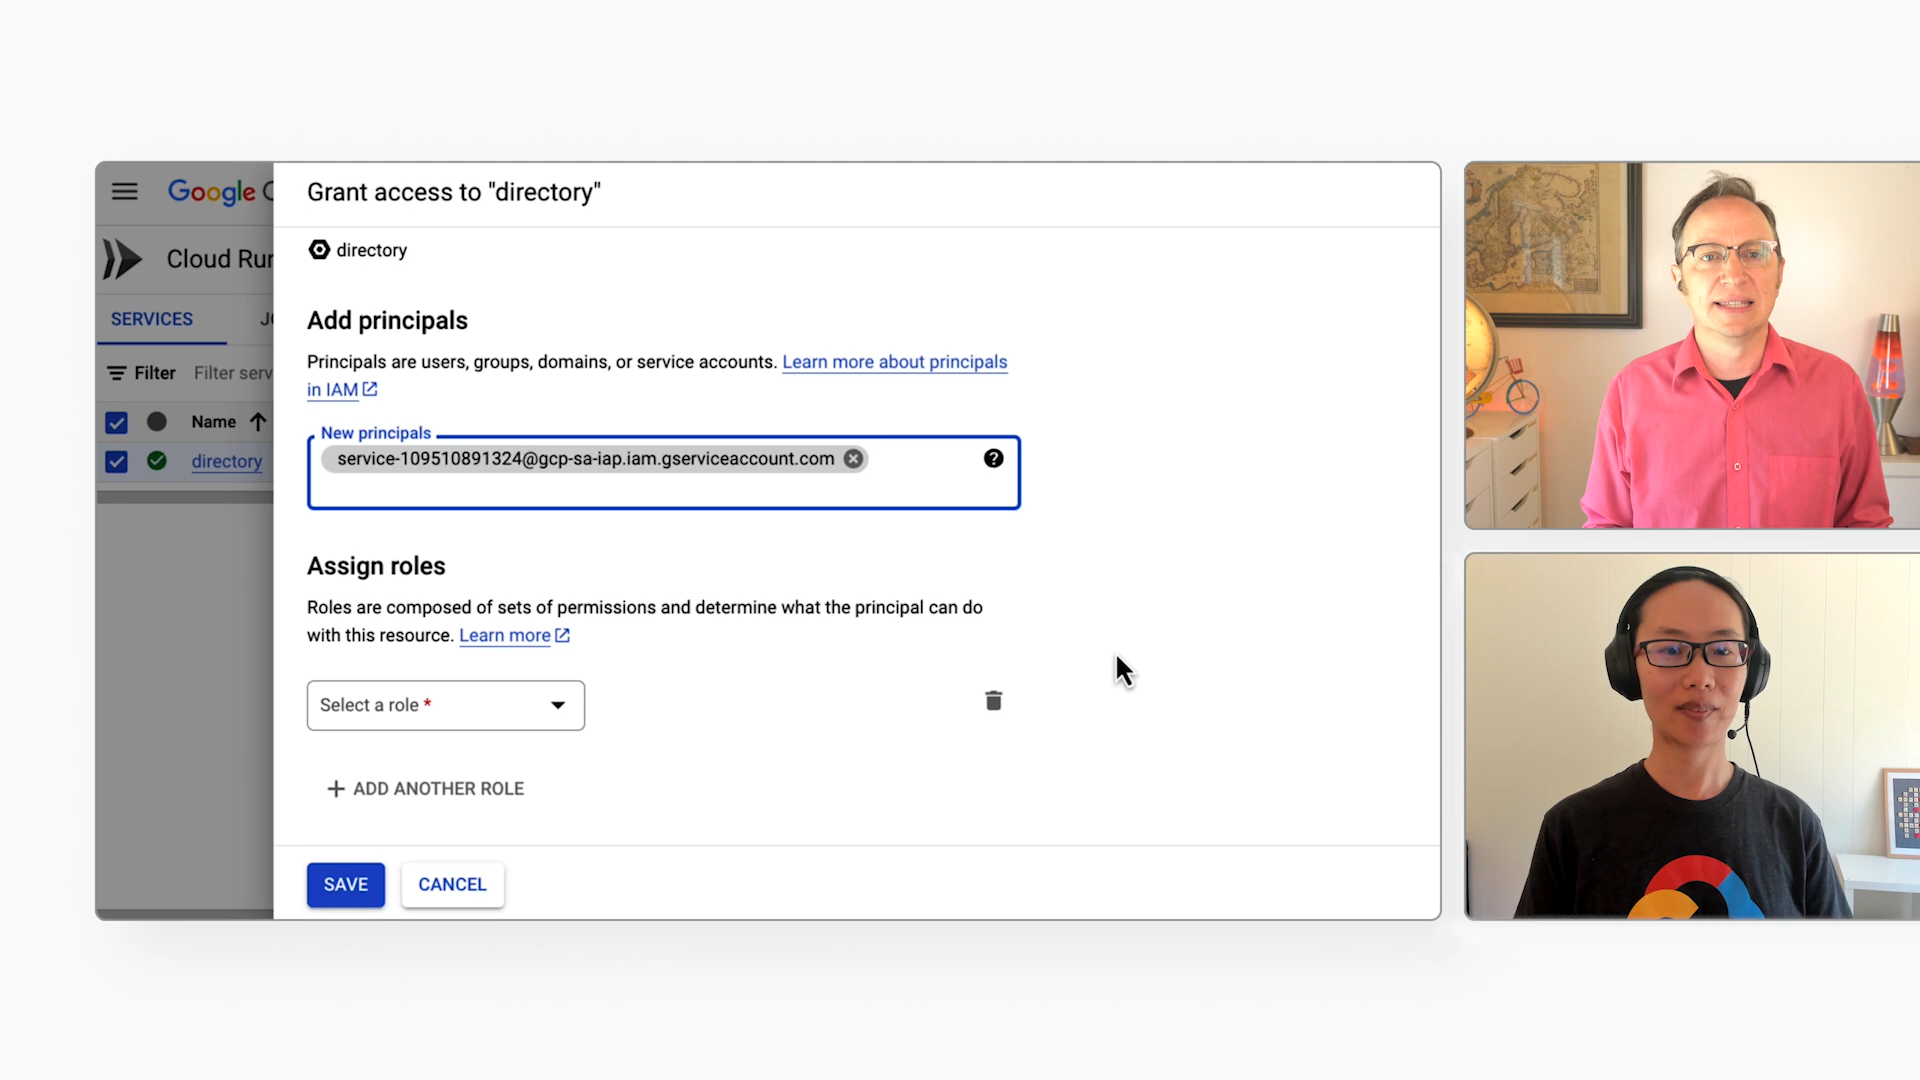 Google C
Grant access to "directory"
Cloud Run
directory
SERVICES
JO
Add principals
Principals are users, groups, domains, or service accounts. Learn more about principals
in IAM
Filter
Filter serv
Name
directory
New principals
service-109510891324@gcp-sa-iap.iam.gserviceaccount.com
Assign roles
Roles are composed of sets of permissions and determine what the principal can do
with this resource. Learn more
Select a role *
ADD ANOTHER ROLE
SAVE
CANCEL